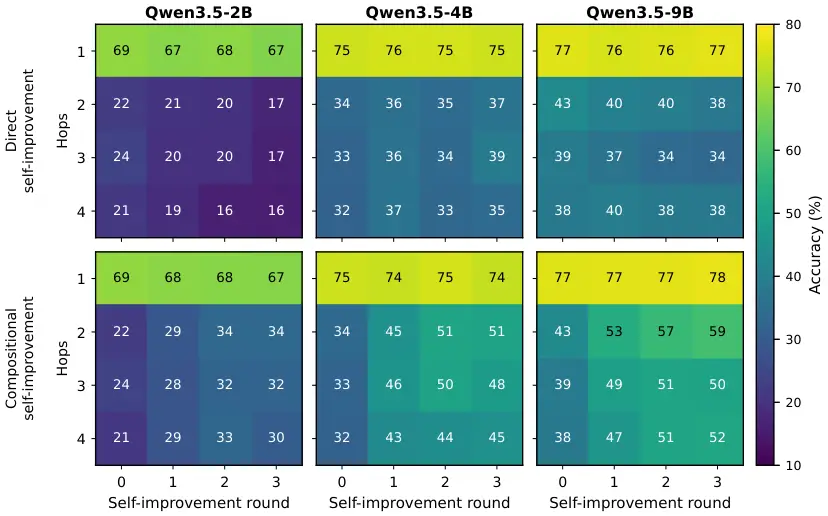 Qwen3.5-2B Qwen3.5-4B Qwen3.5-9B
Direct
self-improvement
Hops
1 69 67 68 67 75 76 75 75 77 76 76 77
2 22 21 20 17 34 36 35 37 43 40 40 38
3 24 20 20 17 33 36 34 39 39 37 34 34
4 21 19 16 16 32 37 33 35 38 40 38 38
Compositional
self-improvement
Hops
1 69 68 68 67 75 74 75 74 77 77 77 78
2 22 29 34 34 34 45 51 51 43 53 57 59
3 24 28 32 32 33 46 50 48 39 49 51 50
4 21 29 33 30 32 43 44 45 38 47 51 52
0 1 2 3 0 1 2 3 0 1 2 3
Self-improvement round Self-improvement round Self-improvement round
80
70
60
50
40
30
20
10
Accuracy (%)